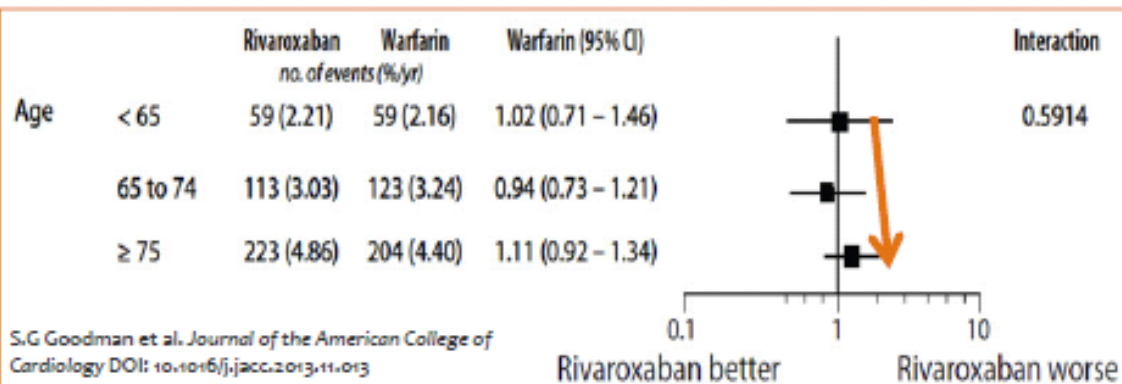 Rivaroxaban Warfarin Warfarin (95% CI) Interaction
no. of events (%/yr)
Age < 65 59 (2.21) 59 (2.16) 1.02 (0.71 – 1.46) 0.5914
65 to 74 113 (3.03) 123 (3.24) 0.94 (0.73 – 1.21)
≥ 75 223 (4.86) 204 (4.40) 1.11 (0.92 – 1.34)
0.1 1 10
Rivaroxaban better Rivaroxaban worse
S.G Goodman et al. Journal of the American College of
Cardiology DOI: 10.1016/j.jacc.2013.11.013